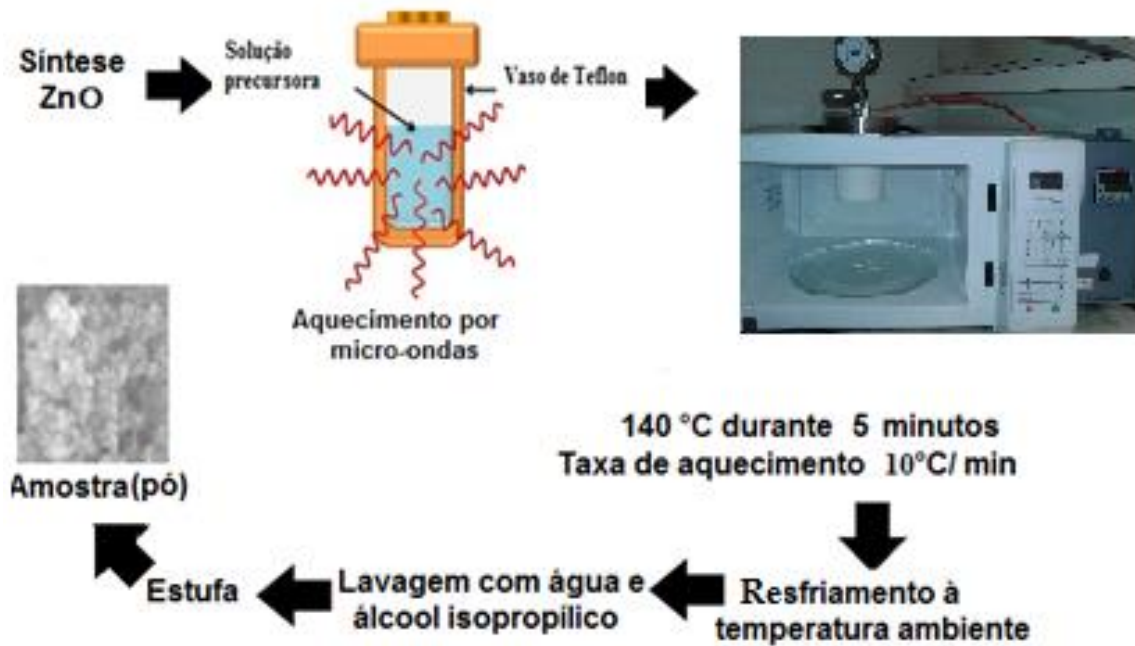 Síntese
ZnO
Solução
precursora
Vaso de Teflon
Aquecimento por
micro-ondas
140 °C durante 5 minutos
Taxa de aquecimento 10°C/ min
Resfriamento à
temperatura ambiente
Lavagem com água e
álcool isopropílico
Estufa
Amostra(pó)